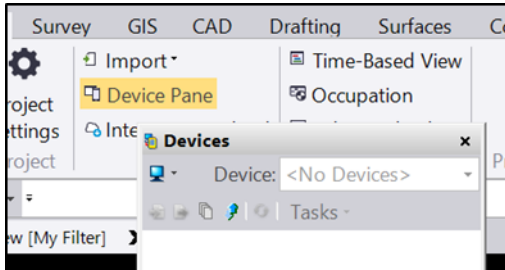 Survey GIS CAD Drafting Surfaces
Import
Time-Based View
Device Pane
Occupation
Devices
Device: <No Devices>
Tasks
[My Filter]